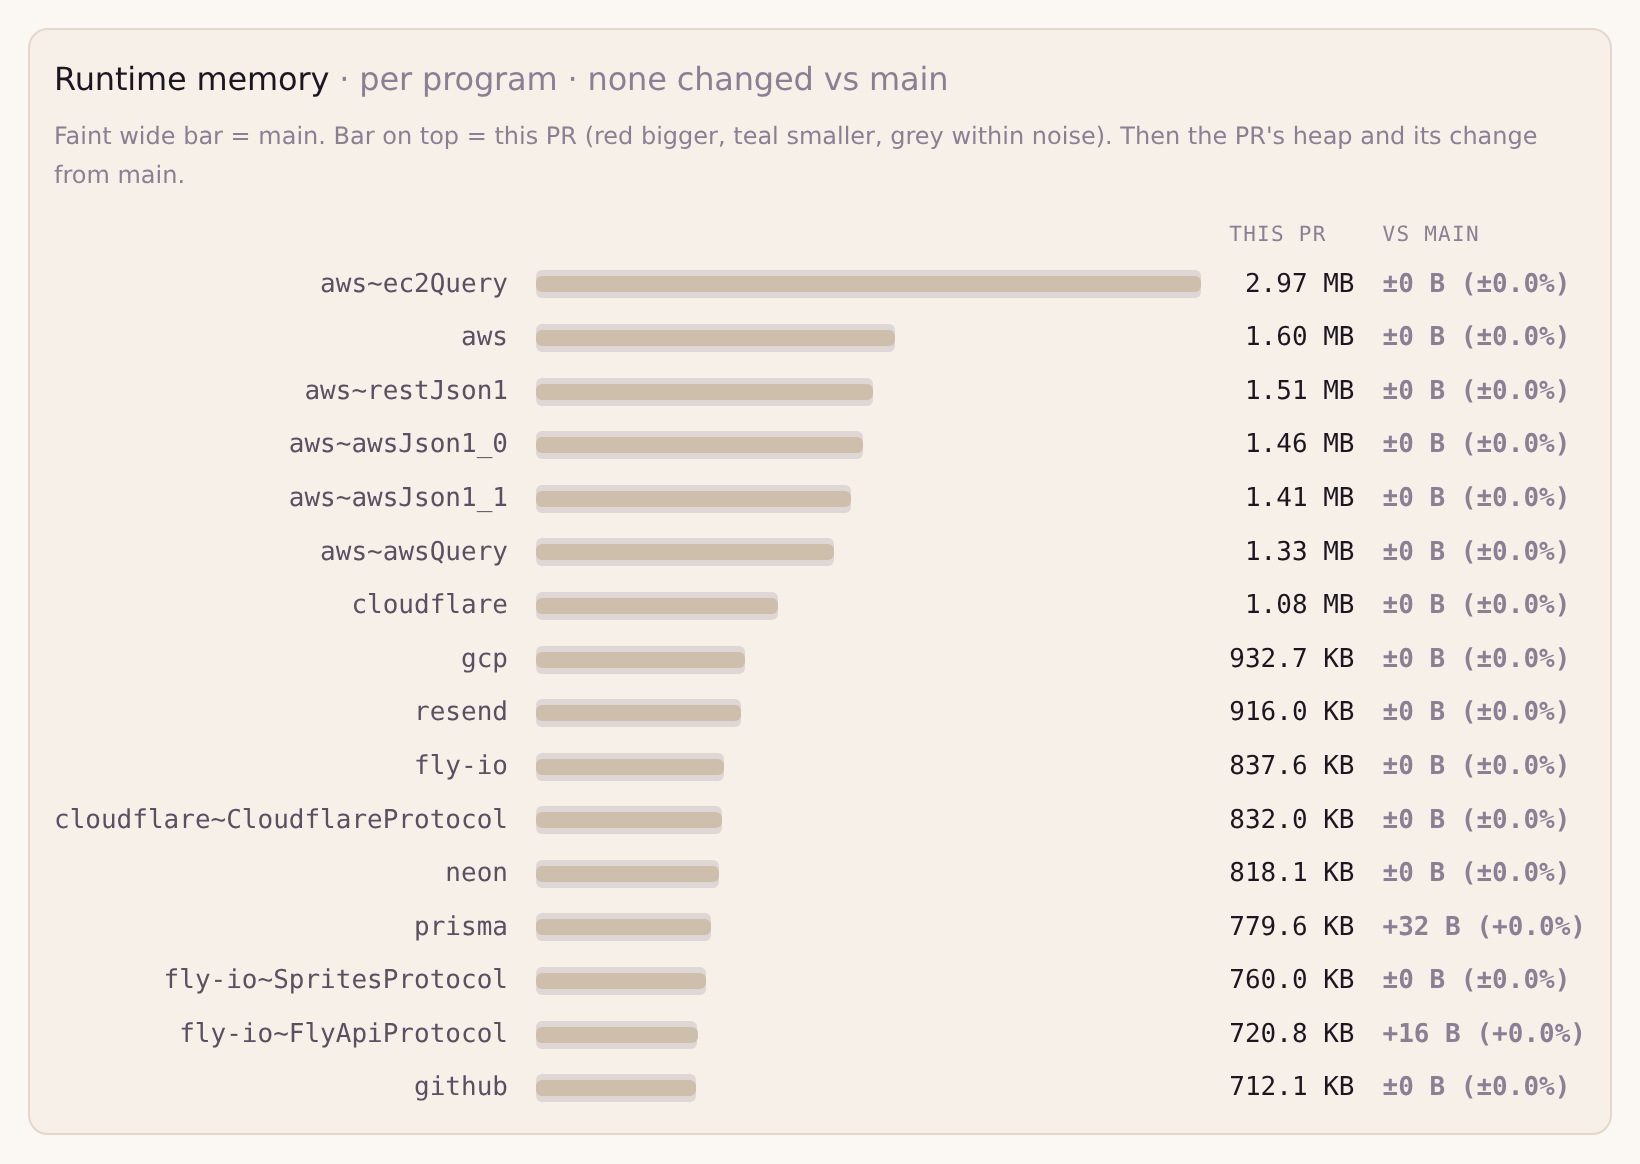 Runtime memory · per program · none changed vs main
Faint wide bar = main. Bar on top = this PR (red bigger, teal smaller, grey within noise). Then the PR's heap and its change
from main.
THIS PR VS MAIN
aws~ec2Query 2.97 MB ±0 B (±0.0%)
aws 1.60 MB ±0 B (±0.0%)
aws~restJson1 1.51 MB ±0 B (±0.0%)
aws~awsJson1_0 1.46 MB ±0 B (±0.0%)
aws~awsJson1_1 1.41 MB ±0 B (±0.0%)
aws~awsQuery 1.33 MB ±0 B (±0.0%)
cloudflare 1.08 MB ±0 B (±0.0%)
gcp 932.7 KB ±0 B (±0.0%)
resend 916.0 KB ±0 B (±0.0%)
fly-io 837.6 KB ±0 B (±0.0%)
cloudflare~CloudflareProtocol 832.0 KB ±0 B (±0.0%)
neon 818.1 KB ±0 B (±0.0%)
prisma 779.6 KB +32 B (+0.0%)
fly-io~SpritesProtocol 760.0 KB ±0 B (±0.0%)
fly-io~FlyApiProtocol 720.8 KB +16 B (+0.0%)
github 712.1 KB ±0 B (±0.0%)